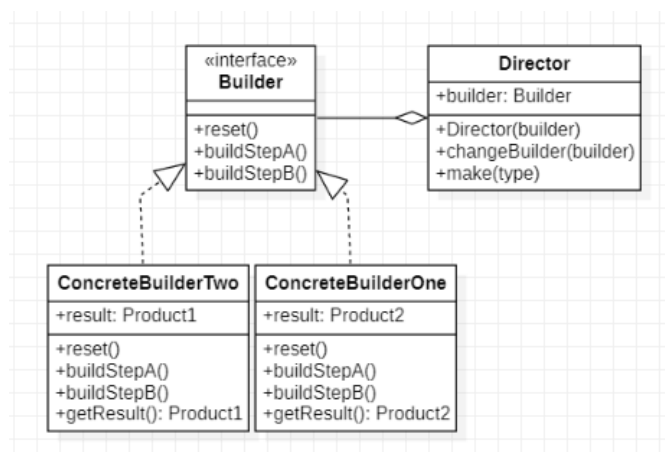 «interface»
Builder
+reset()
+buildStepA()
+buildStepB()
Director
+builder: Builder
+Director(builder)
+changeBuilder(builder)
+make(type)
ConcreteBuilderTwo
+result: Product1
+reset()
+buildStepA()
+buildStepB()
+getResult(): Product1
ConcreteBuilderOne
+result: Product2
+reset()
+buildStepA()
+buildStepB()
+getResult(): Product2